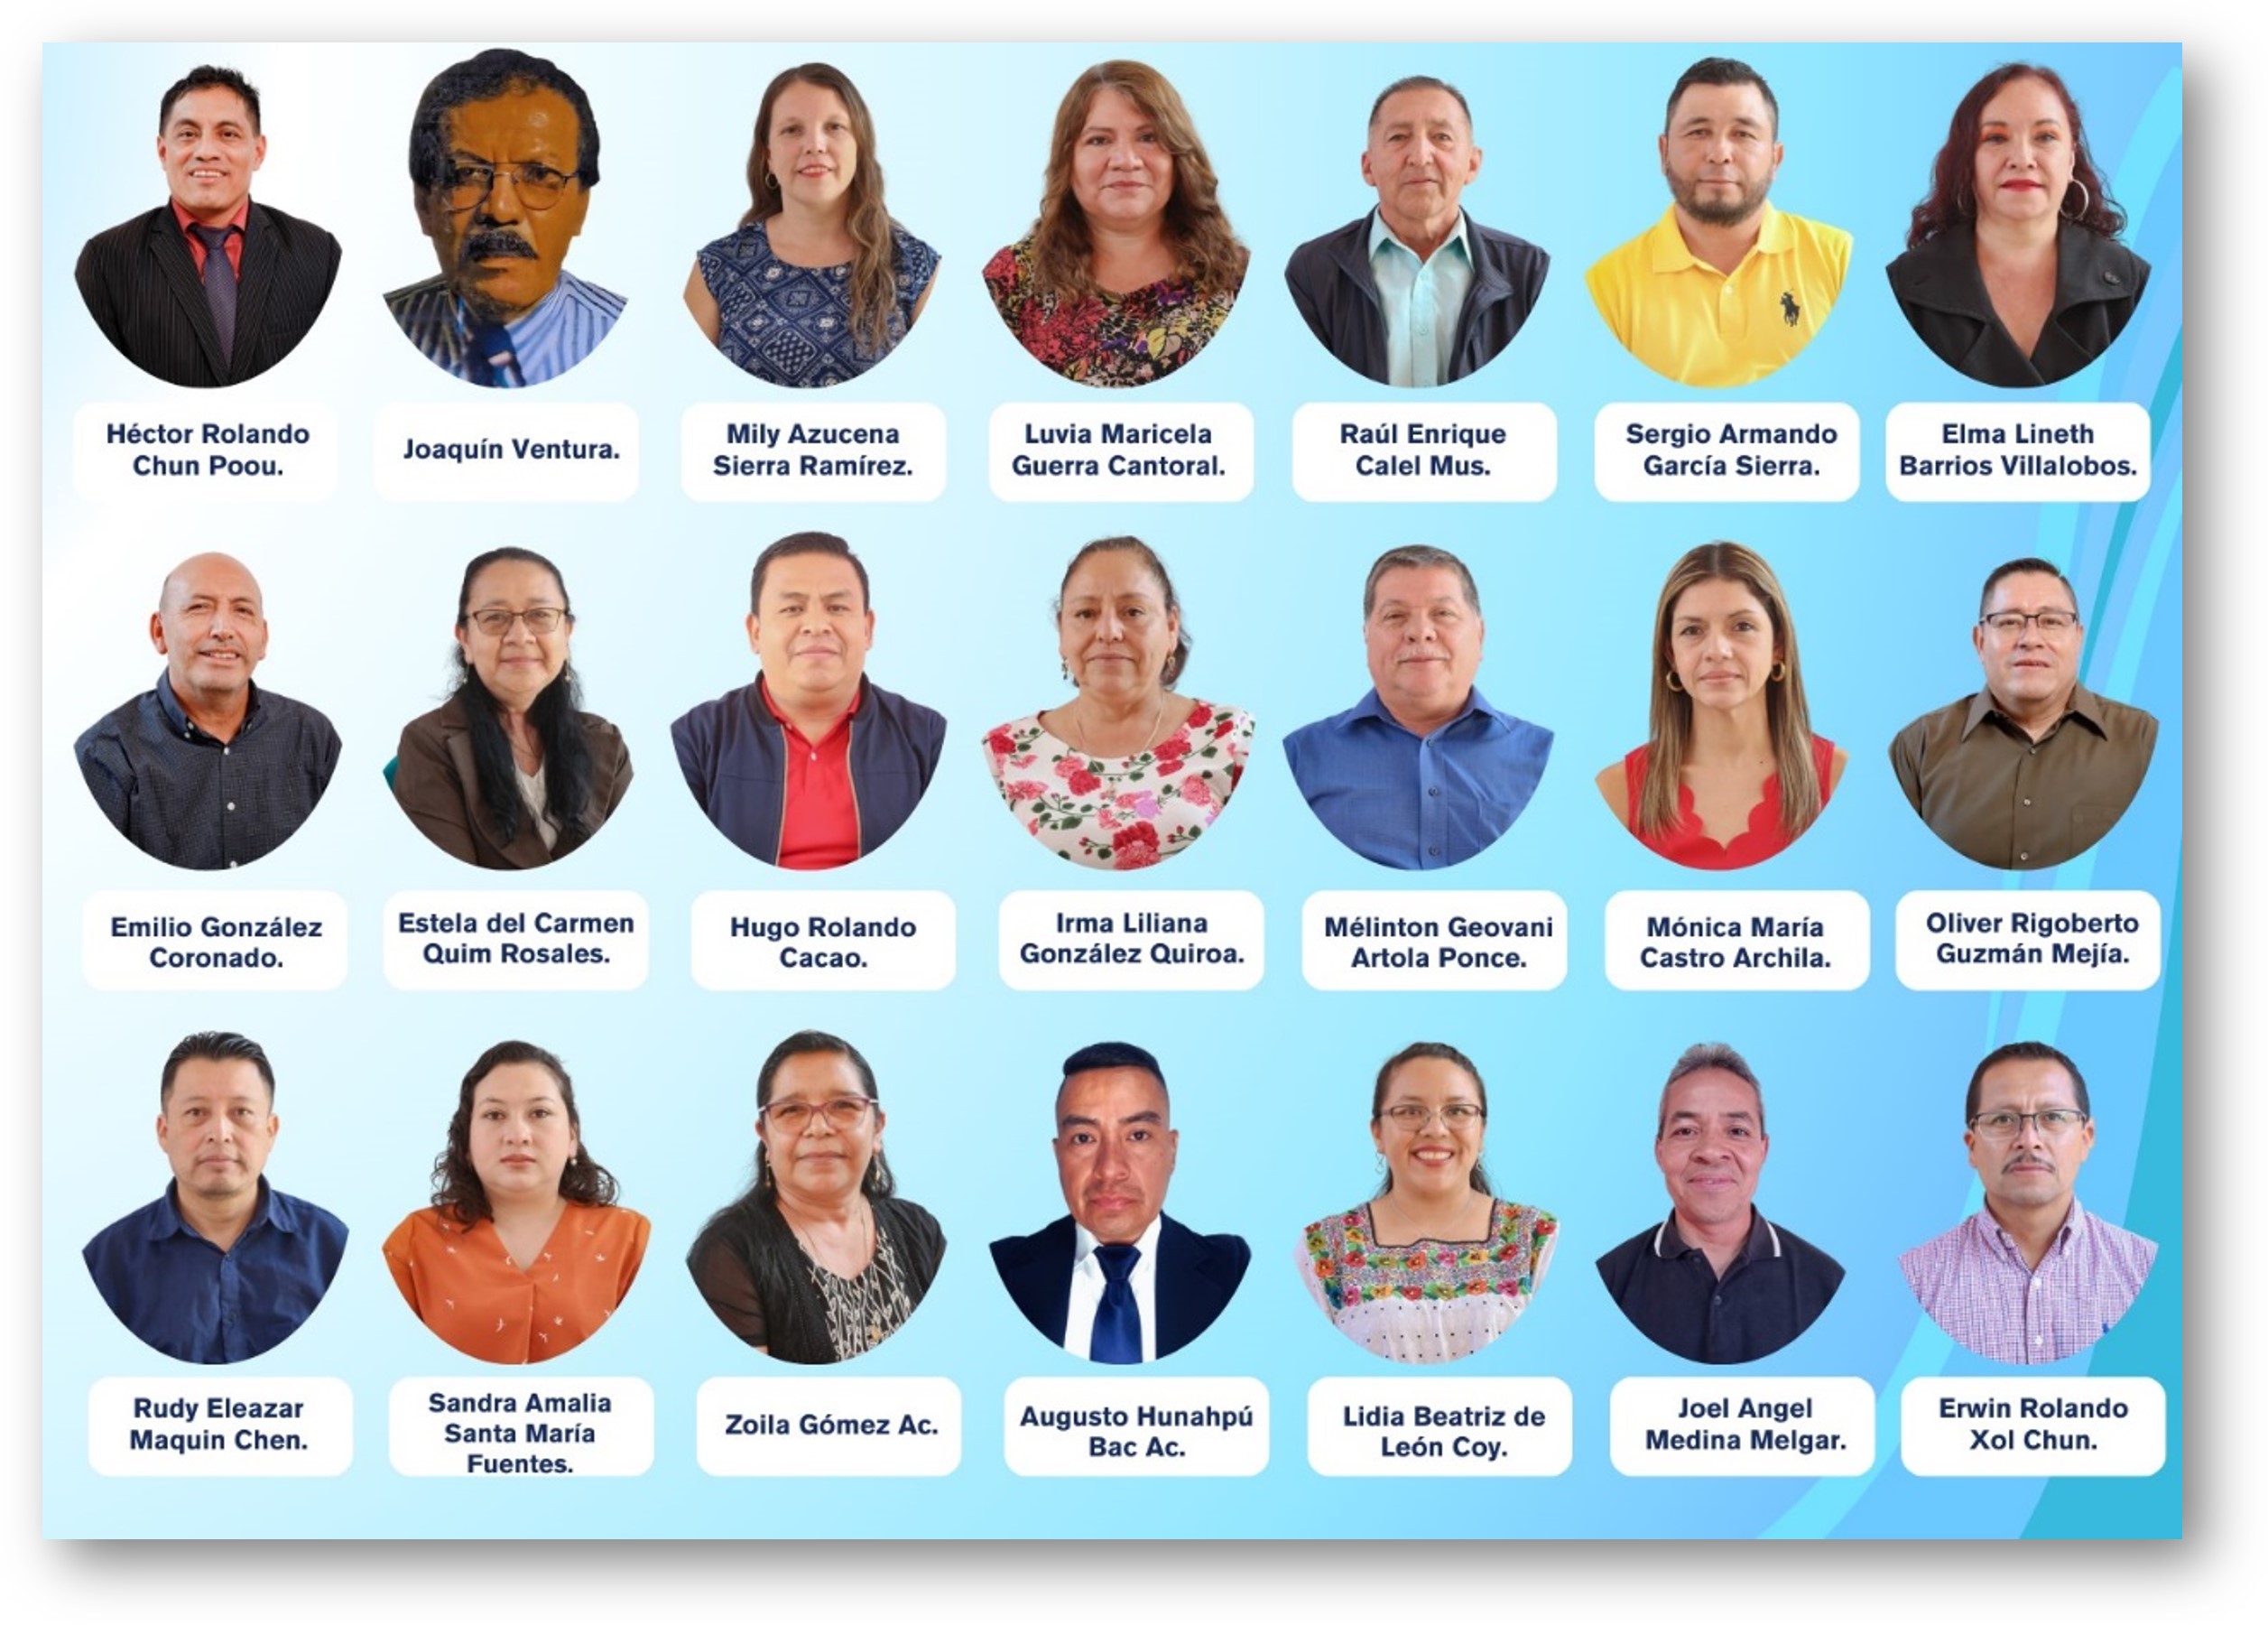 Héctor Rolando
Chun Poou.
Joaquín Ventura.
Mily Azucena
Sierra Ramírez.
Luvia Maricela
Guerra Cantoral.
Raúl Enrique
Calel Mus.
Sergio Armando
García Sierra.
Elma Lineth
Barrios Villalobos.
Emilio González
Coronado.
Estela del Carmen
Quim Rosales.
Hugo Rolando
Cacao.
Irma Liliana
González Quiroa.
Mélinton Geovani
Artola Ponce.
Mónica María
Castro Archila.
Oliver Rigoberto
Guzmán Mejía.
Rudy Eleazar
Maquin Chen.
Sandra Amalia
Santa María
Fuentes.
Zoila Gómez Ac.
Augusto Hunahpú
Bac Ac.
Lidia Beatriz de
León Coy.
Joel Angel
Medina Melgar.
Erwin Rolando
Xol Chun.